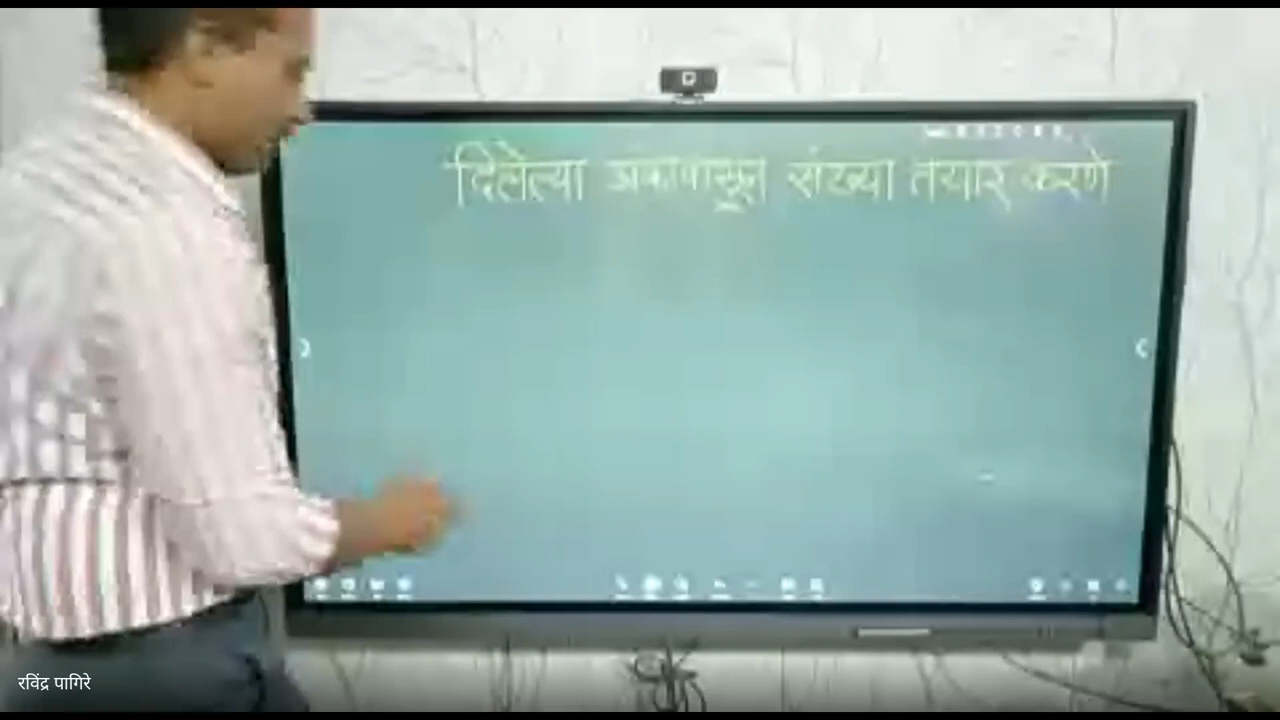 दिलेल्या अंकापासून संख्या तयार करणे
रविंद्र पागिरे